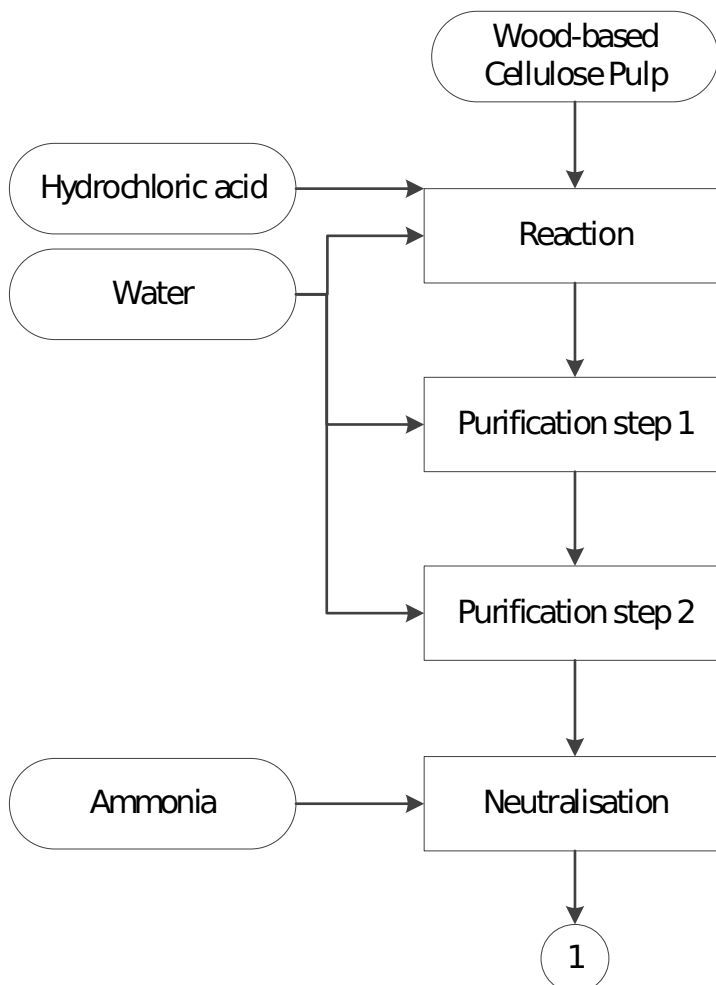 Wood-based
Cellulose Pulp
Hydrochloric acid
Reaction
Water
Purification step 1
Purification step 2
Ammonia
Neutralisation
1